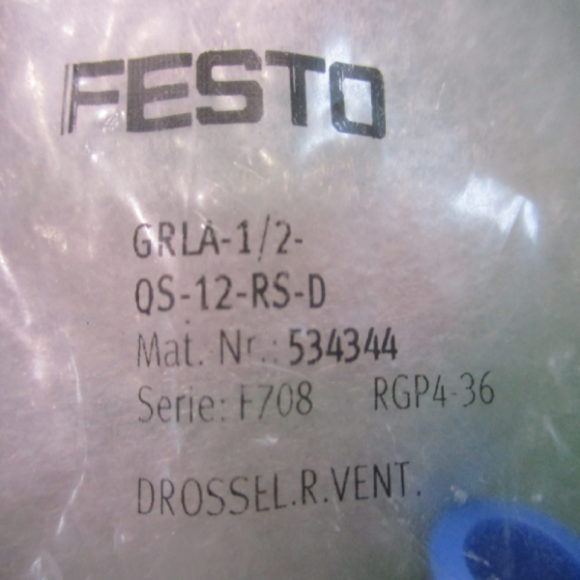 FESTO
GRLA-1/2-
QS-12-RS-D
Mat. Nr.: 534344
Serie: F708 RGP4-36
DROSSEL.R.VENT.